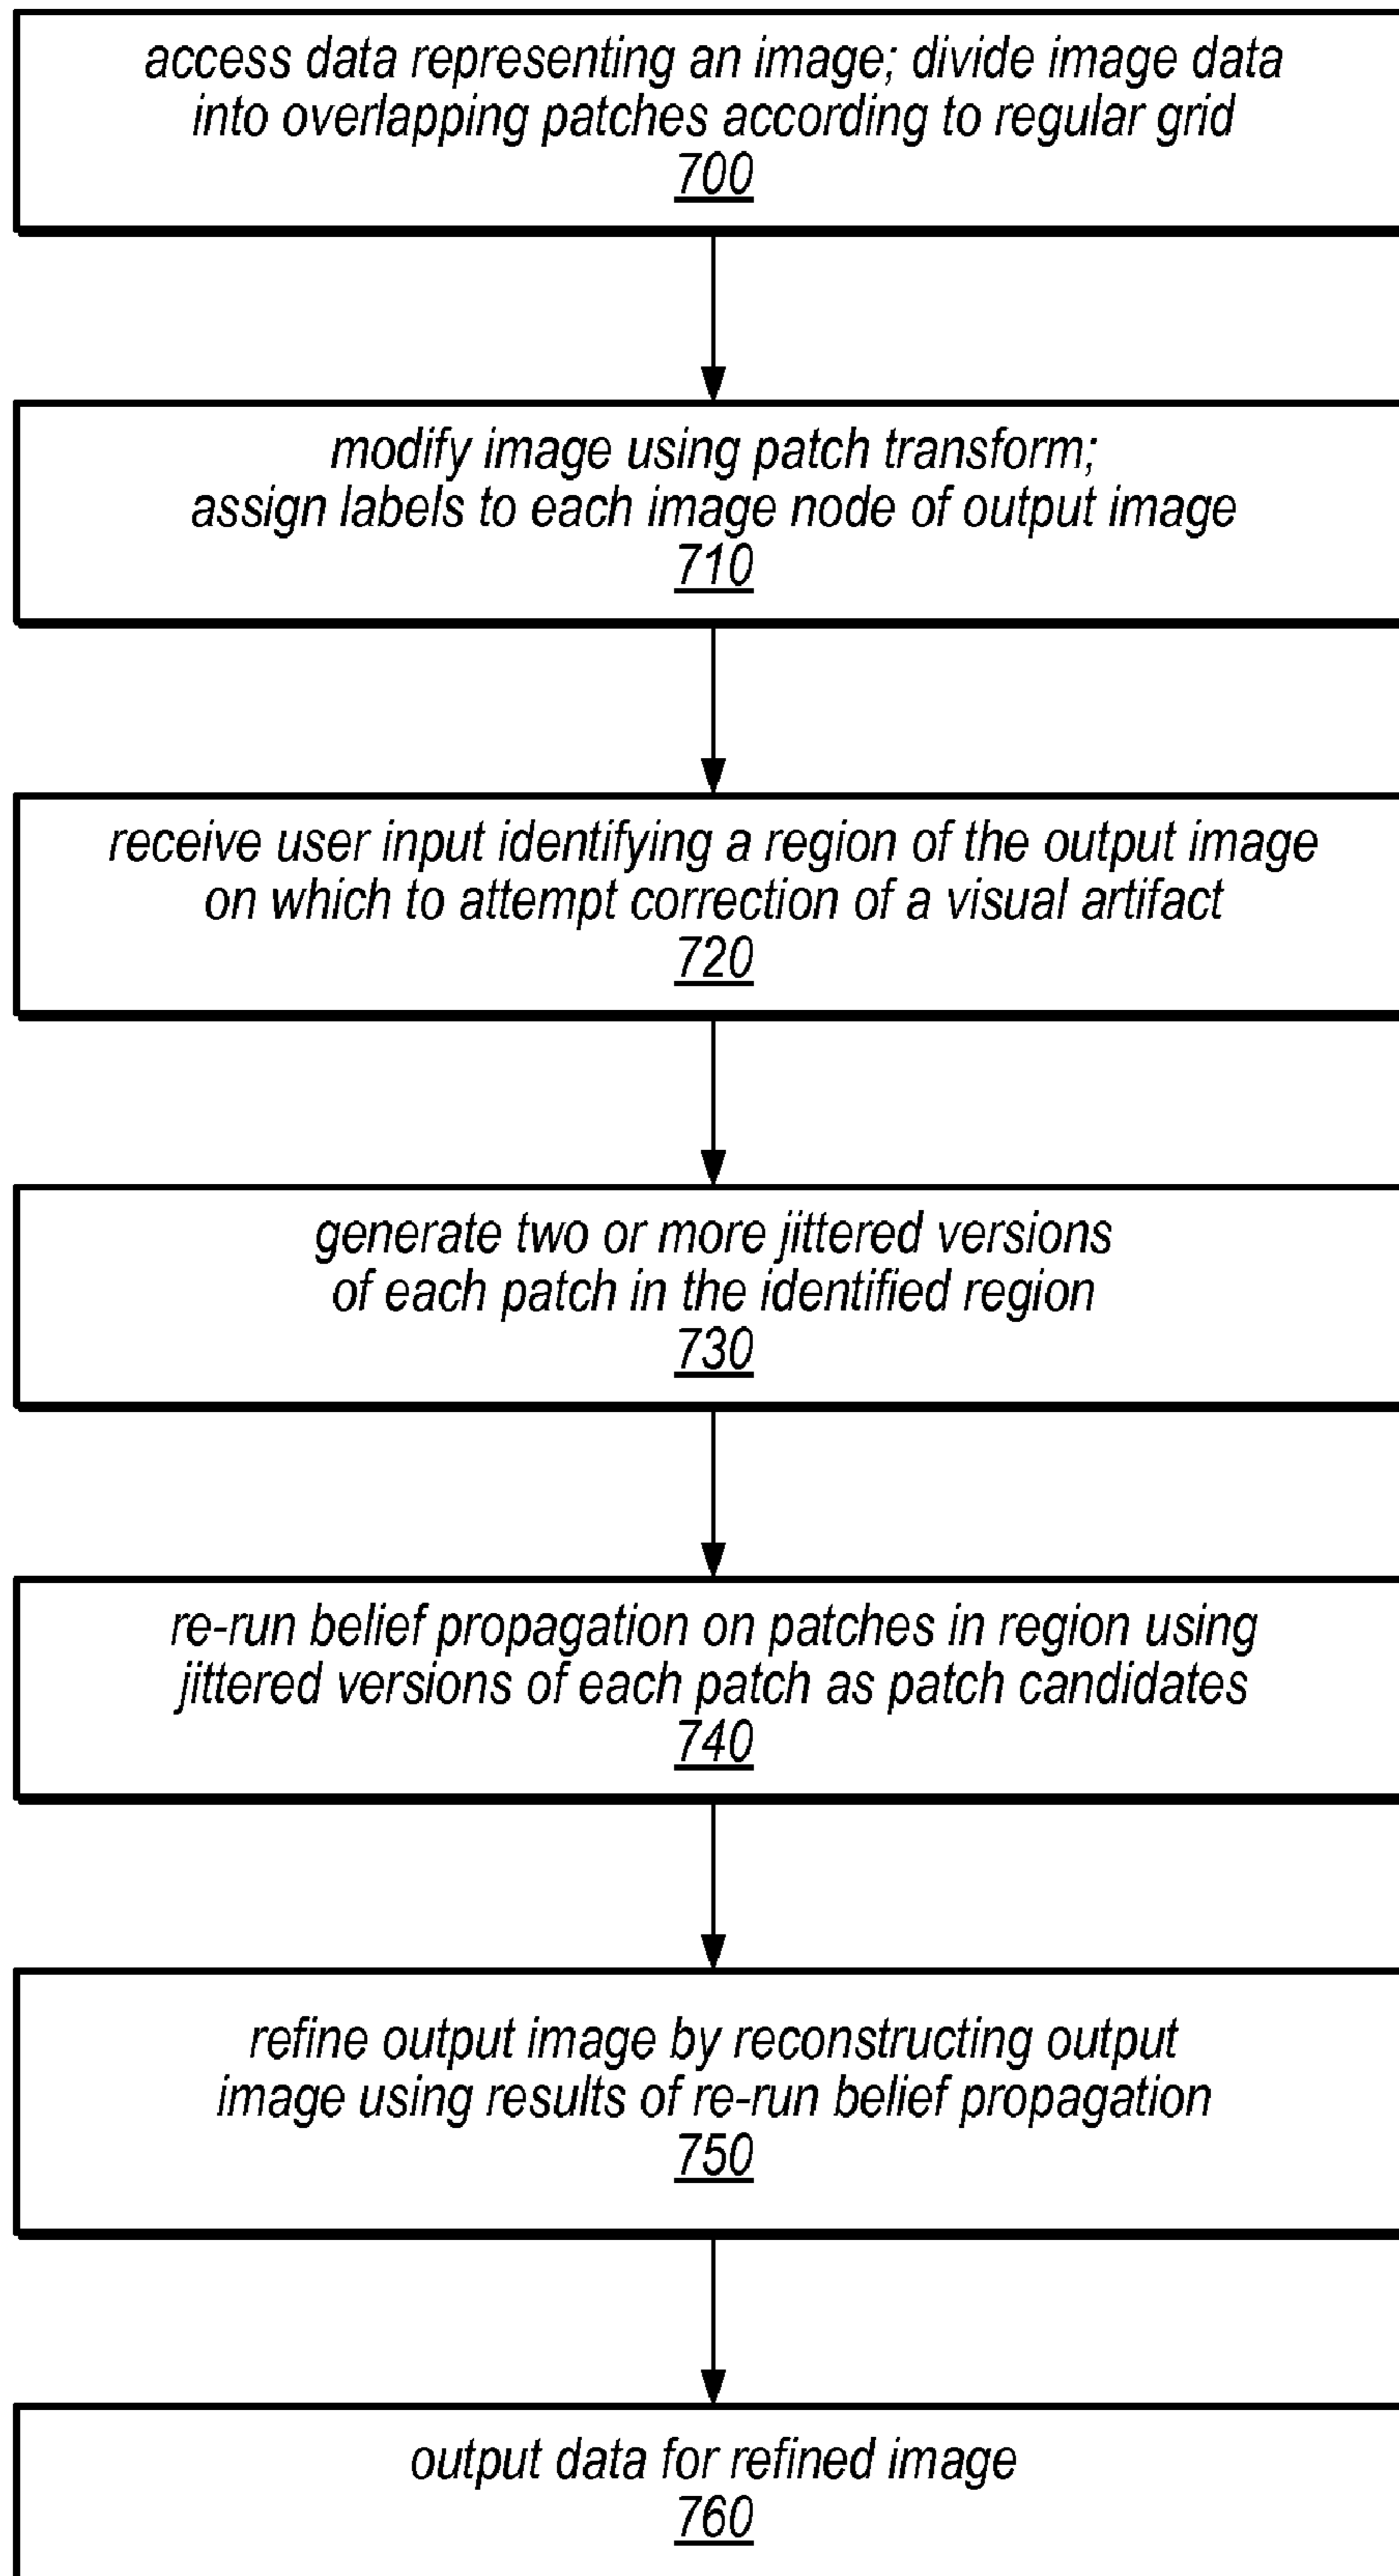 access data representing an image; divide image data
into overlapping patches according to regular grid
700
modify image using patch transform;
assign labels to each image node of output image
710
receive user input identifying a region of the output image
on which to attempt correction of a visual artifact
720
generate two or more jittered versions
of each patch in the identified region
730
re-run belief propagation on patches in region using
jittered versions of each patch as patch candidates
740
refine output image by reconstructing output
image using results of re-run belief propagation
750
output data for refined image
760